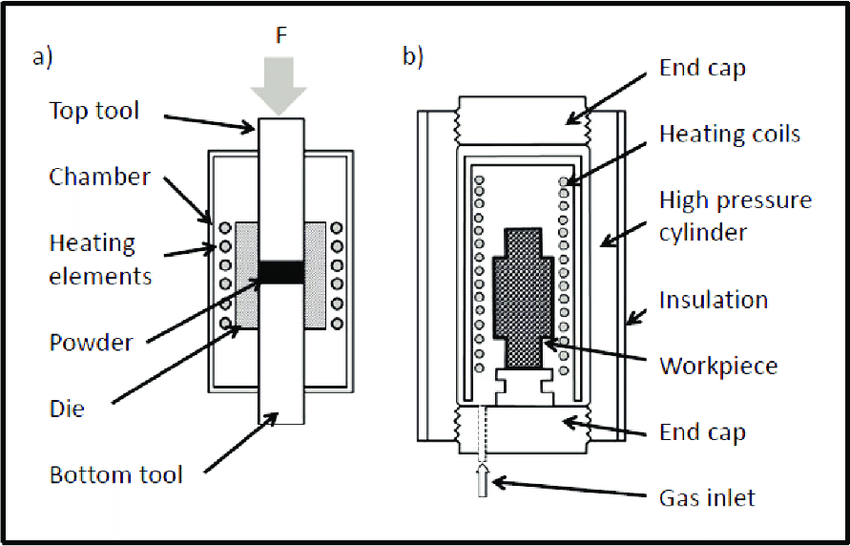 a)
F
Top tool
Chamber
Heating
elements
Powder
Die
Bottom tool
b)
End cap
Heating coils
High pressure
cylinder
Insulation
Workpiece
End cap
Gas inlet